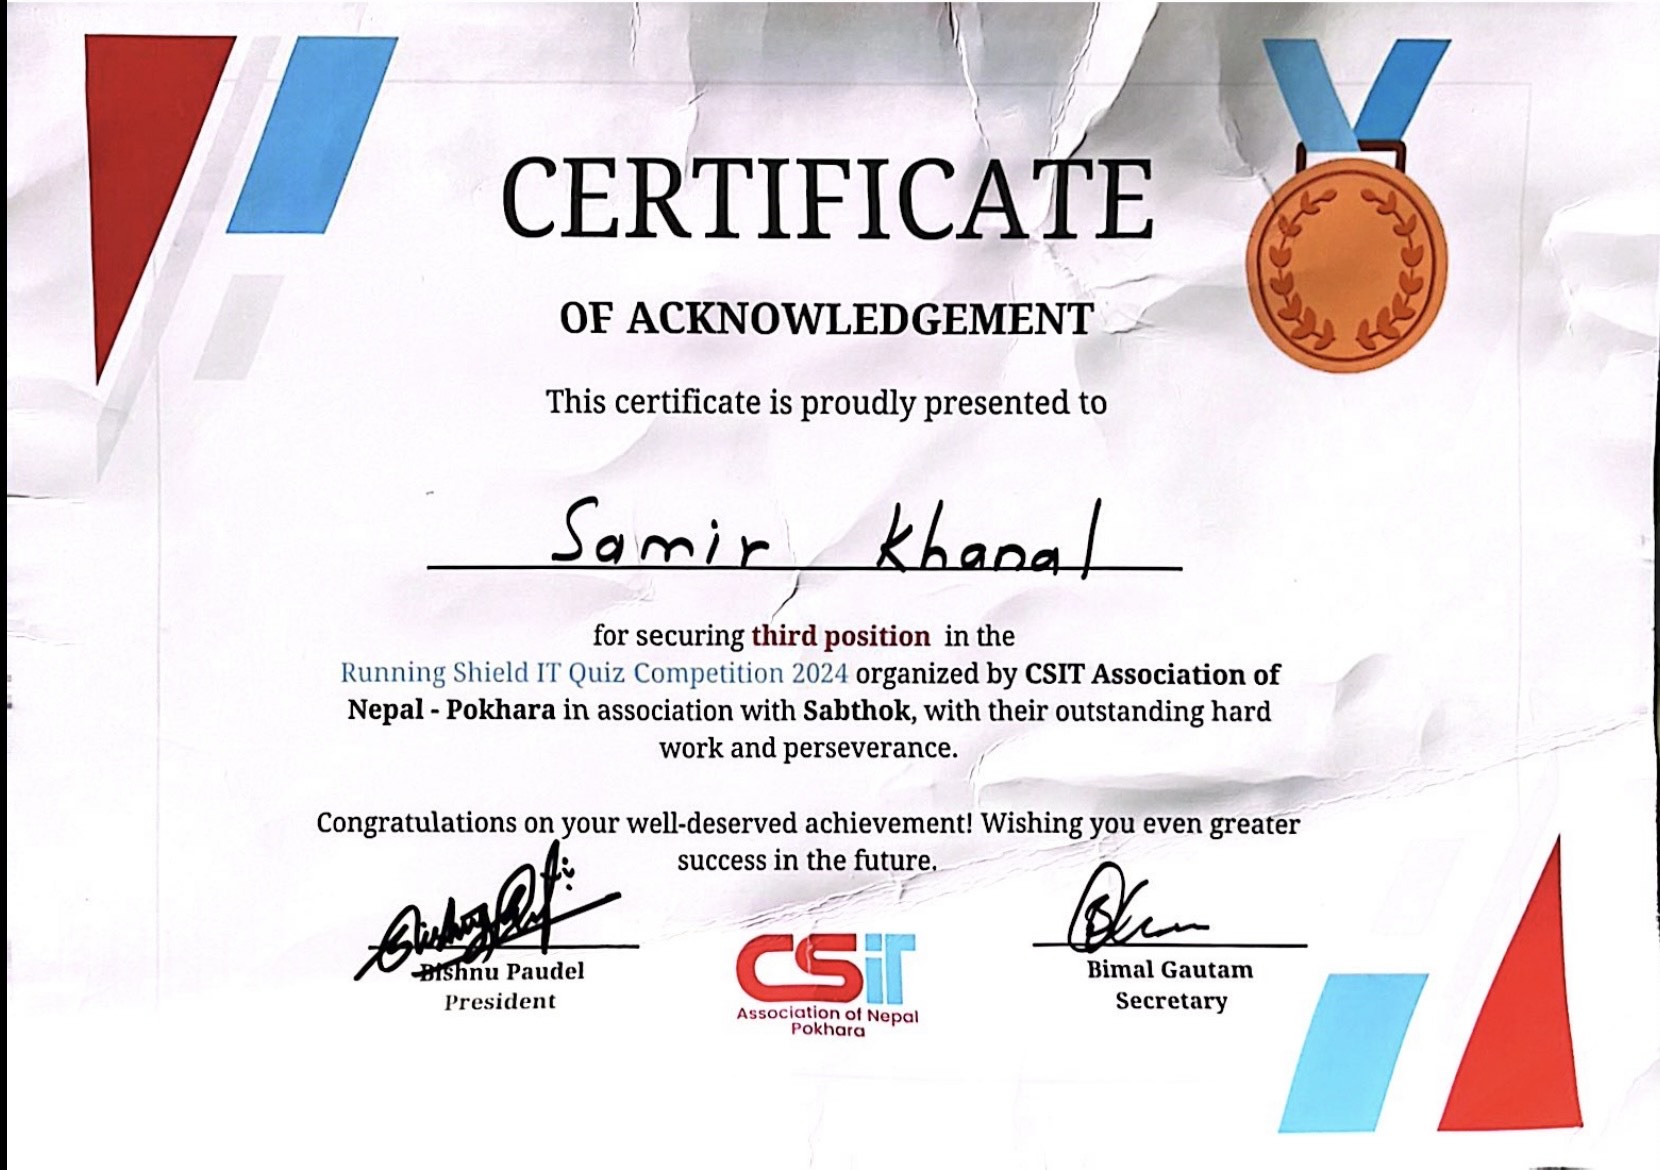 CERTIFICATE
OF ACKNOWLEDGEMENT
This certificate is proudly presented to
Samir Khanal
for securing third position in the
Running Shield IT Quiz Competition 2024 organized by CSIT Association of
Nepal - Pokhara in association with Sabthok, with their outstanding hard
work and perseverance.
Congratulations on your well-deserved achievement! Wishing you even greater
success in the future.
Bishnu Paudel
President
CSIT
Association of Nepal
Pokhara
Bimal Gautam
Secretary